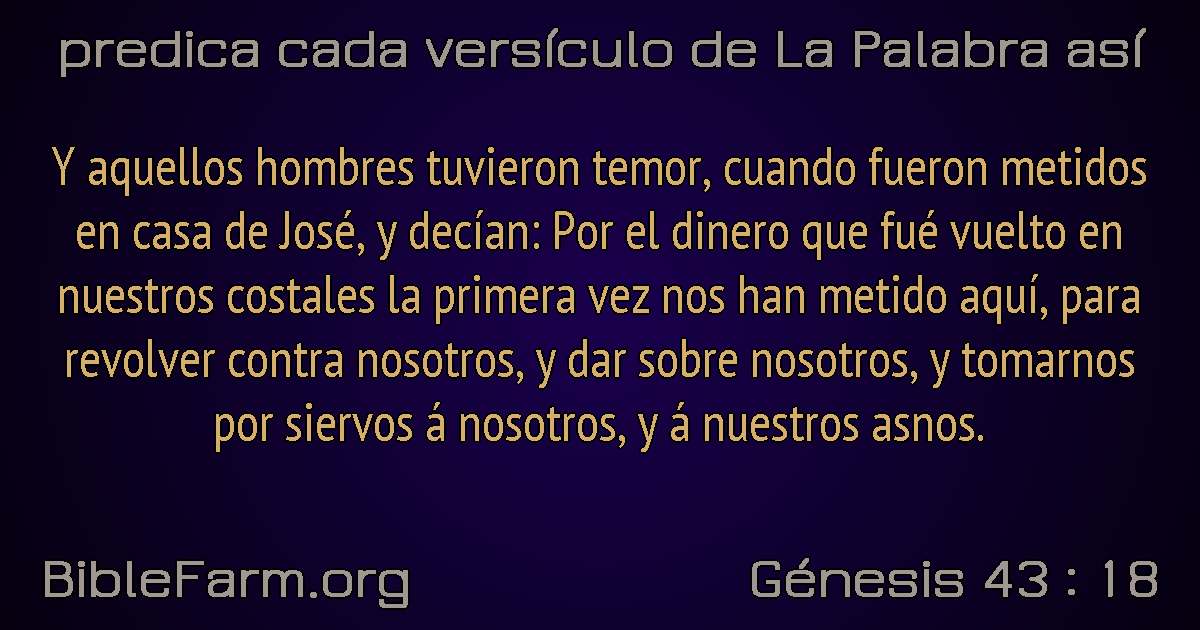 predica cada versículo de La Palabra así
Y aquellos hombres tuvieron temor, cuando fueron metidos
en casa de José, y decían: Por el dinero que fué vuelto en
nuestros costales la primera vez nos han metido aquí, para
revolver contra nosotros, y dar sobre nosotros, y tomarnos
por siervos á nosotros, y á nuestros asnos.
BibleFarm.org
Génesis 43 : 18